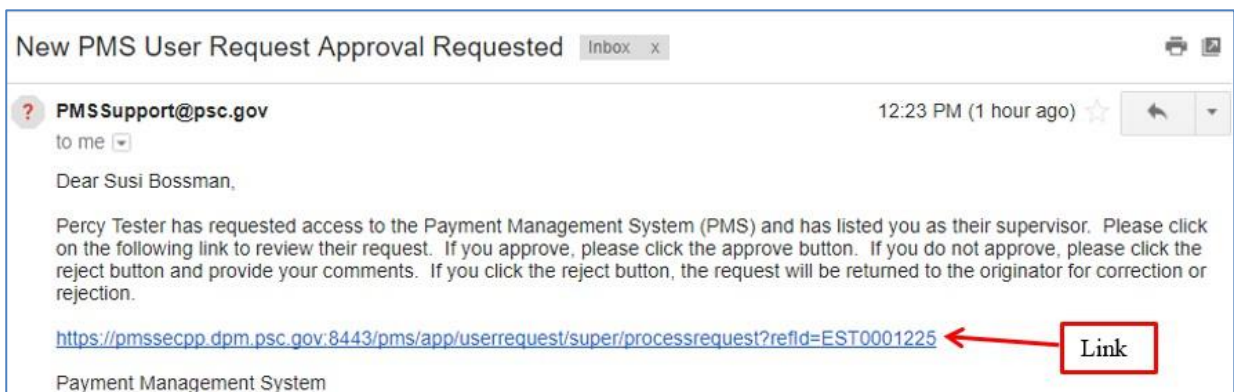 New PMS User Request Approval Requested Inbox x
? PMSSupport@psc.gov 12:23 PM (1 hour ago)
to me
Dear Susi Bossman,
Percy Tester has requested access to the Payment Management System (PMS) and has listed you as their supervisor. Please click
on the following link to review their request. If you approve, please click the approve button. If you do not approve, please click the
reject button and provide your comments. If you click the reject button, the request will be returned to the originator for correction or
rejection.
https://pmssecpp.dpm.psc.gov:8443/pms/app/userrequest/super/processrequest?refId=EST0001225
Link
Payment Management System